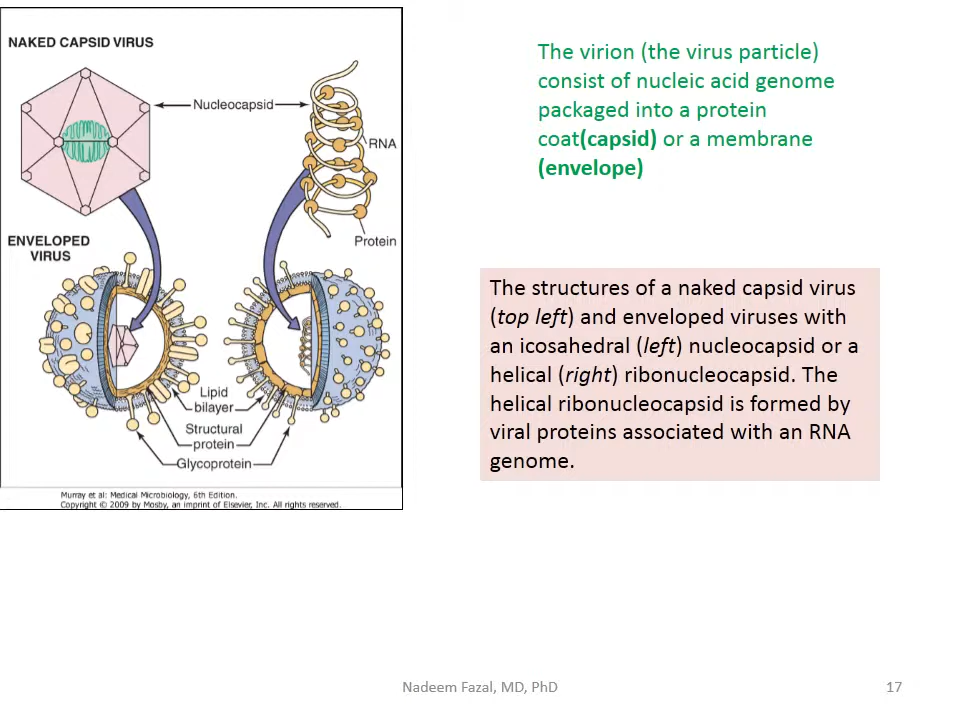 NAKED CAPSID VIRUS
Nucleocapsid
RNA
Protein
ENVELOPED
VIRUS
Lipid
bilayer
Structural
protein
Glycoprotein
Murray et al: Medical Microbiology, 6th Edition.
Copyright © 2009 by Mosby, an imprint of Elsevier, Inc. All rights reserved.
The virion (the virus particle)
consist of nucleic acid genome
packaged into a protein
coat(capsid) or a membrane
(envelope)
The structures of a naked capsid virus
(top left) and enveloped viruses with
an icosahedral (left) nucleocapsid or a
helical (right) ribonucleocapsid. The
helical ribonucleocapsid is formed by
viral proteins associated with an RNA
genome.
Nadeem Fazal, MD, PhD
17